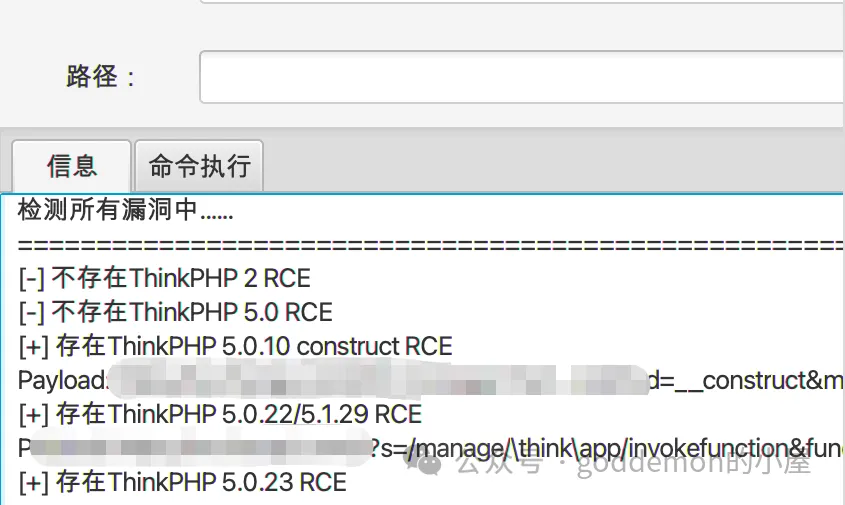 路径：
信息 命令执行
检测所有漏洞中......
=====================================================
[-] 不存在ThinkPHP 2 RCE
[-] 不存在ThinkPHP 5.0 RCE
[+] 存在ThinkPHP 5.0.10 construct RCE
Payload: d=__construct&m
[+] 存在ThinkPHP 5.0.22/5.1.29 RCE
P ?s=/manage/\think\app/invokefunction&fun
公众号 · goddemon的小屋
[+] 存在ThinkPHP 5.0.23 RCE